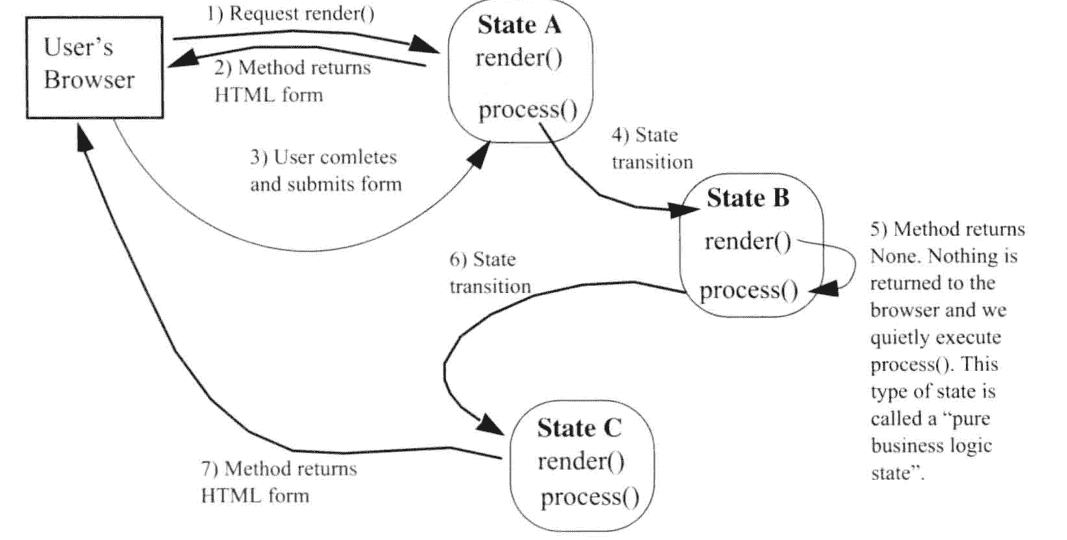 1) Request render()
User's
Browser
2) Method returns
HTML form
State A
render()
process()
3) User comletes
and submits form
4) State
transition
State B
render()
process()
5) Method returns
None. Nothing is
returned to the
browser and we
quietly execute
process(). This
type of state is
called a “pure
business logic
state”.
6) State
transition
State C
render()
process()
7) Method returns
HTML form